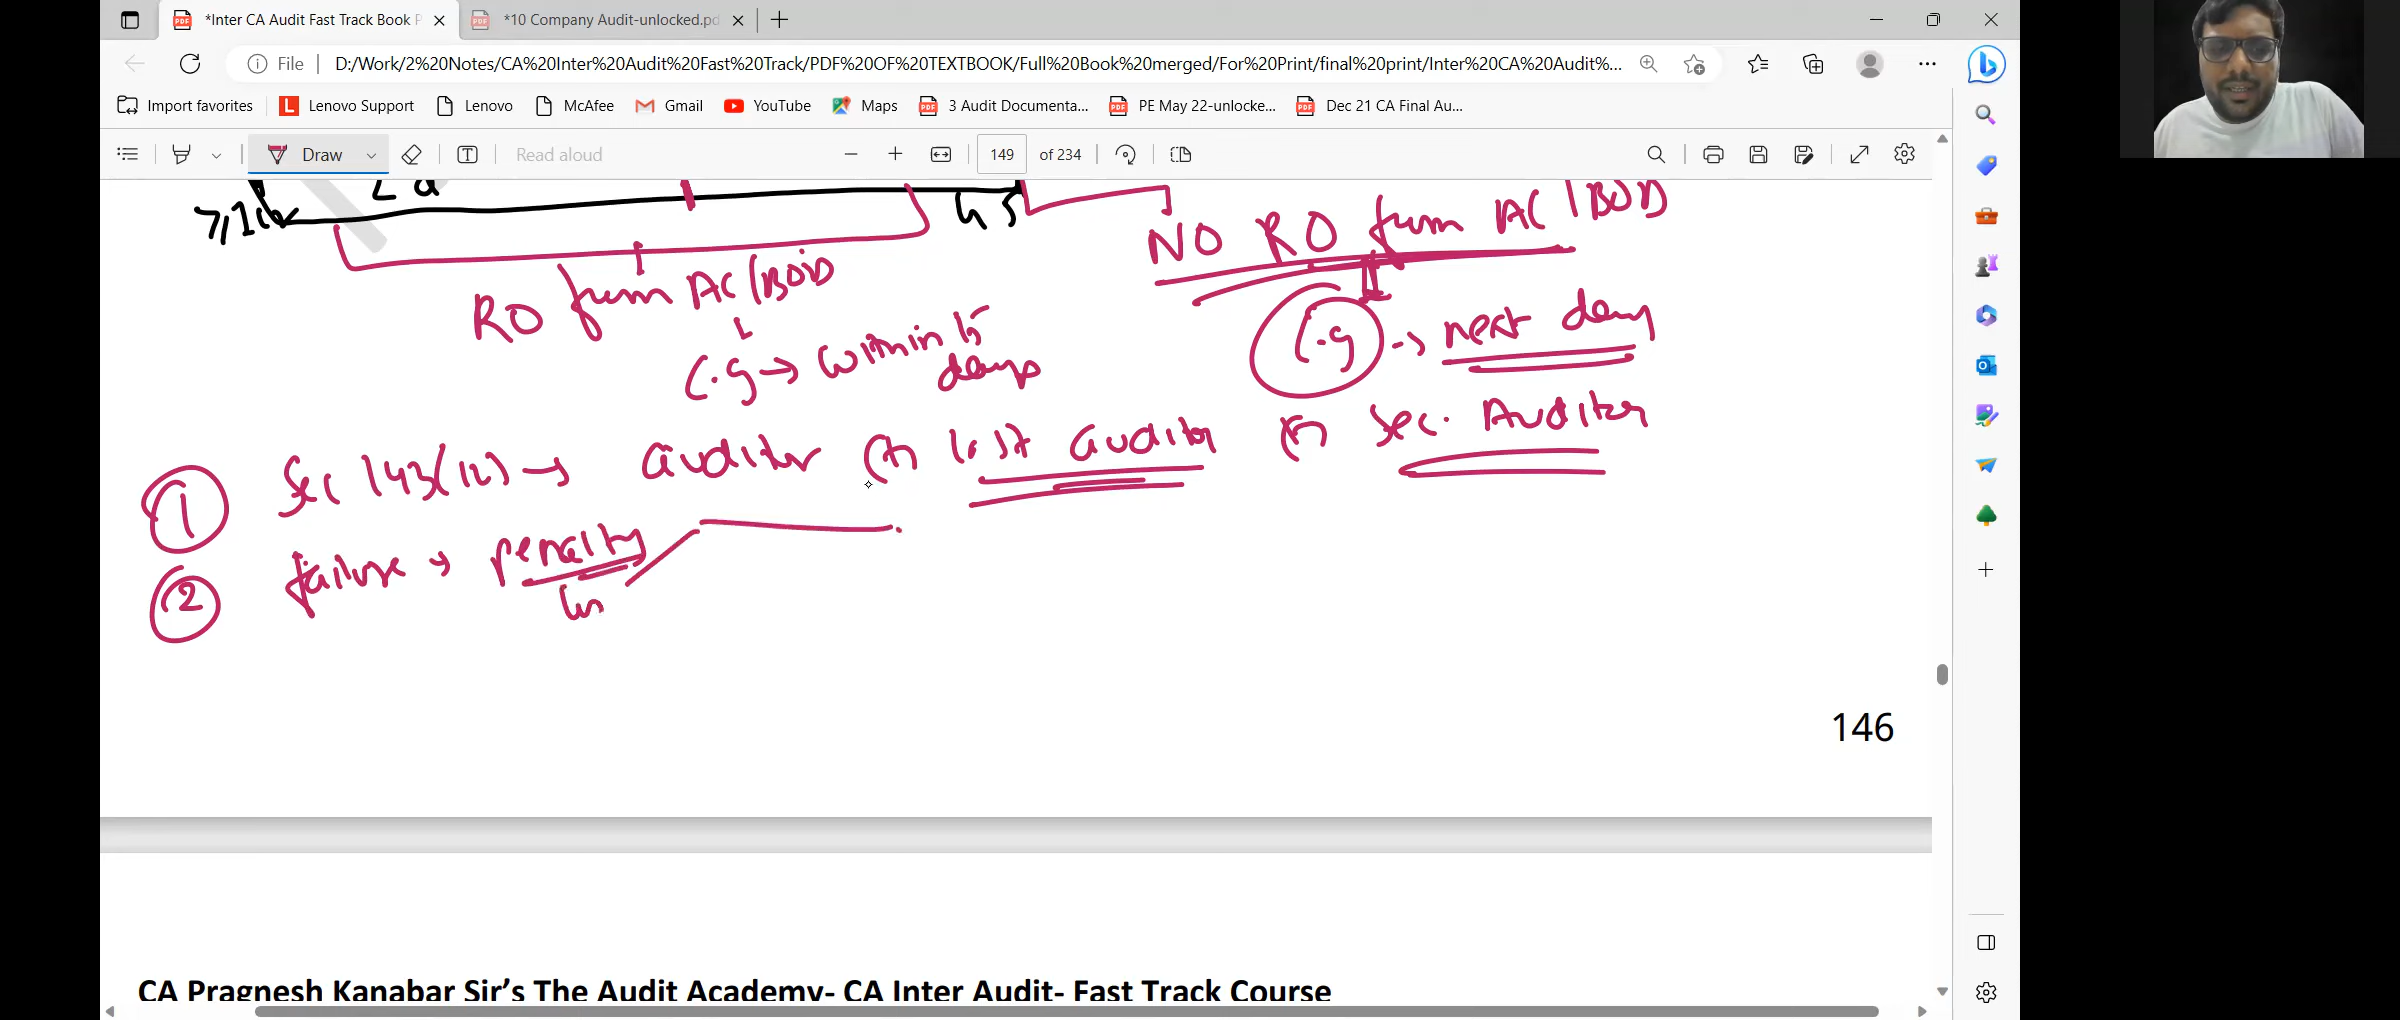 *Inter CA Audit Fast Track Book P
*10 Company Audit-unlocked.pd
File
D:/Work/2%20Notes/CA%20Inter%20Audit%20Fast%20Track/PDF%20OF%20TEXTBOOK/Full%20Book%20merged/For%20Print/final%20print/Inter%20CA%20Audit%...
Import favorites
Lenovo Support
Lenovo
McAfee
Gmail
YouTube
Maps
3 Audit Documenta...
PE May 22-unlocke...
Dec 21 CA Final Au...
Draw
Read aloud
149 of 234
NO RO from AC/BOD
RO from AC/BOD
C.G → within 15 days
C.G → next day
1 Sec 143(12) → auditor cost auditor Sec. Auditor
2 failure → penalty
146
CA Pragnesh Kanabar Sir's The Audit Academy- CA Inter Audit- Fast Track Course